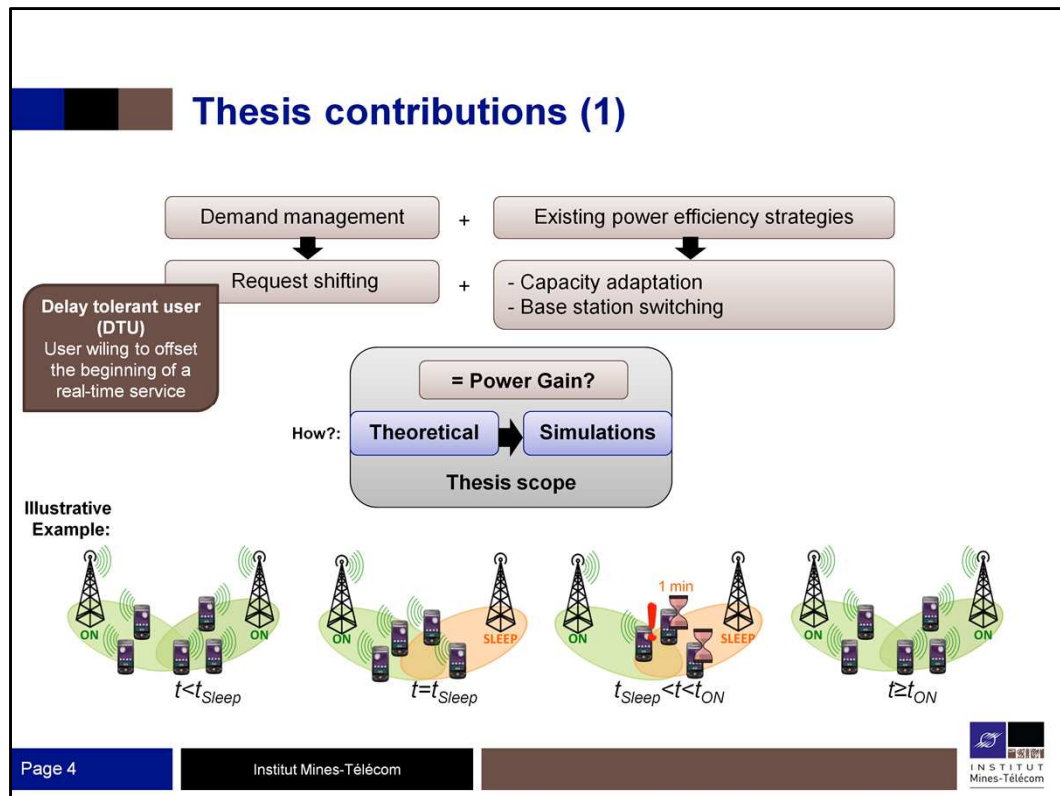 Thesis contributions (1)
Demand management + Existing power efficiency strategies
Request shifting + - Capacity adaptation
- Base station switching
Delay tolerant user
(DTU)
User wiling to offset
the beginning of a
real-time service
= Power Gain?
How?: Theoretical Simulations
Thesis scope
Illustrative
Example:
ON ON
t<tSleep
ON SLEEP
t=tSleep
1 min
ON SLEEP
tSleep<t<tON
ON ON
t≥tON
Page 4
Institut Mines-Télécom
INSTITUT
Mines-Télécom